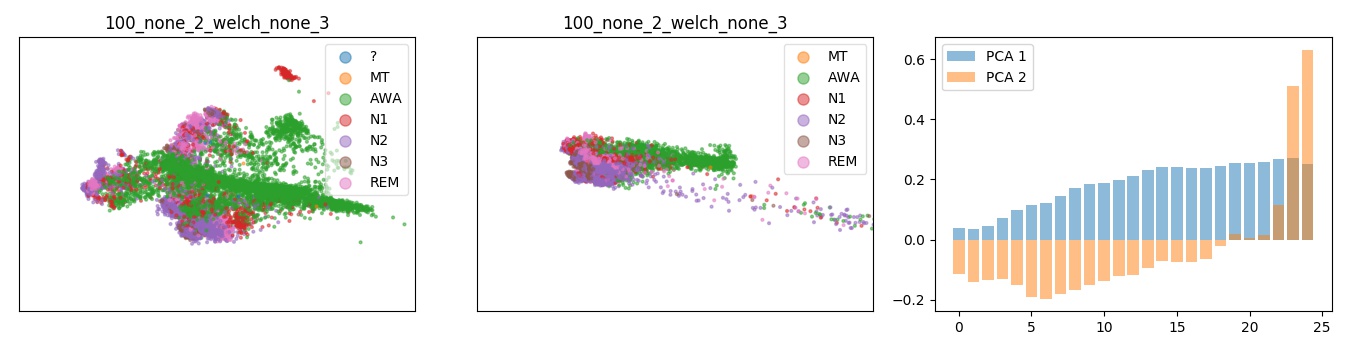 100_none_2_welch_none_3
?
MT
AWA
N1
N2
N3
REM
100_none_2_welch_none_3
MT
AWA
N1
N2
N3
REM
PCA 1
PCA 2
0.6
0.4
0.2
0.0
−0.2
0 5 10 15 20 25